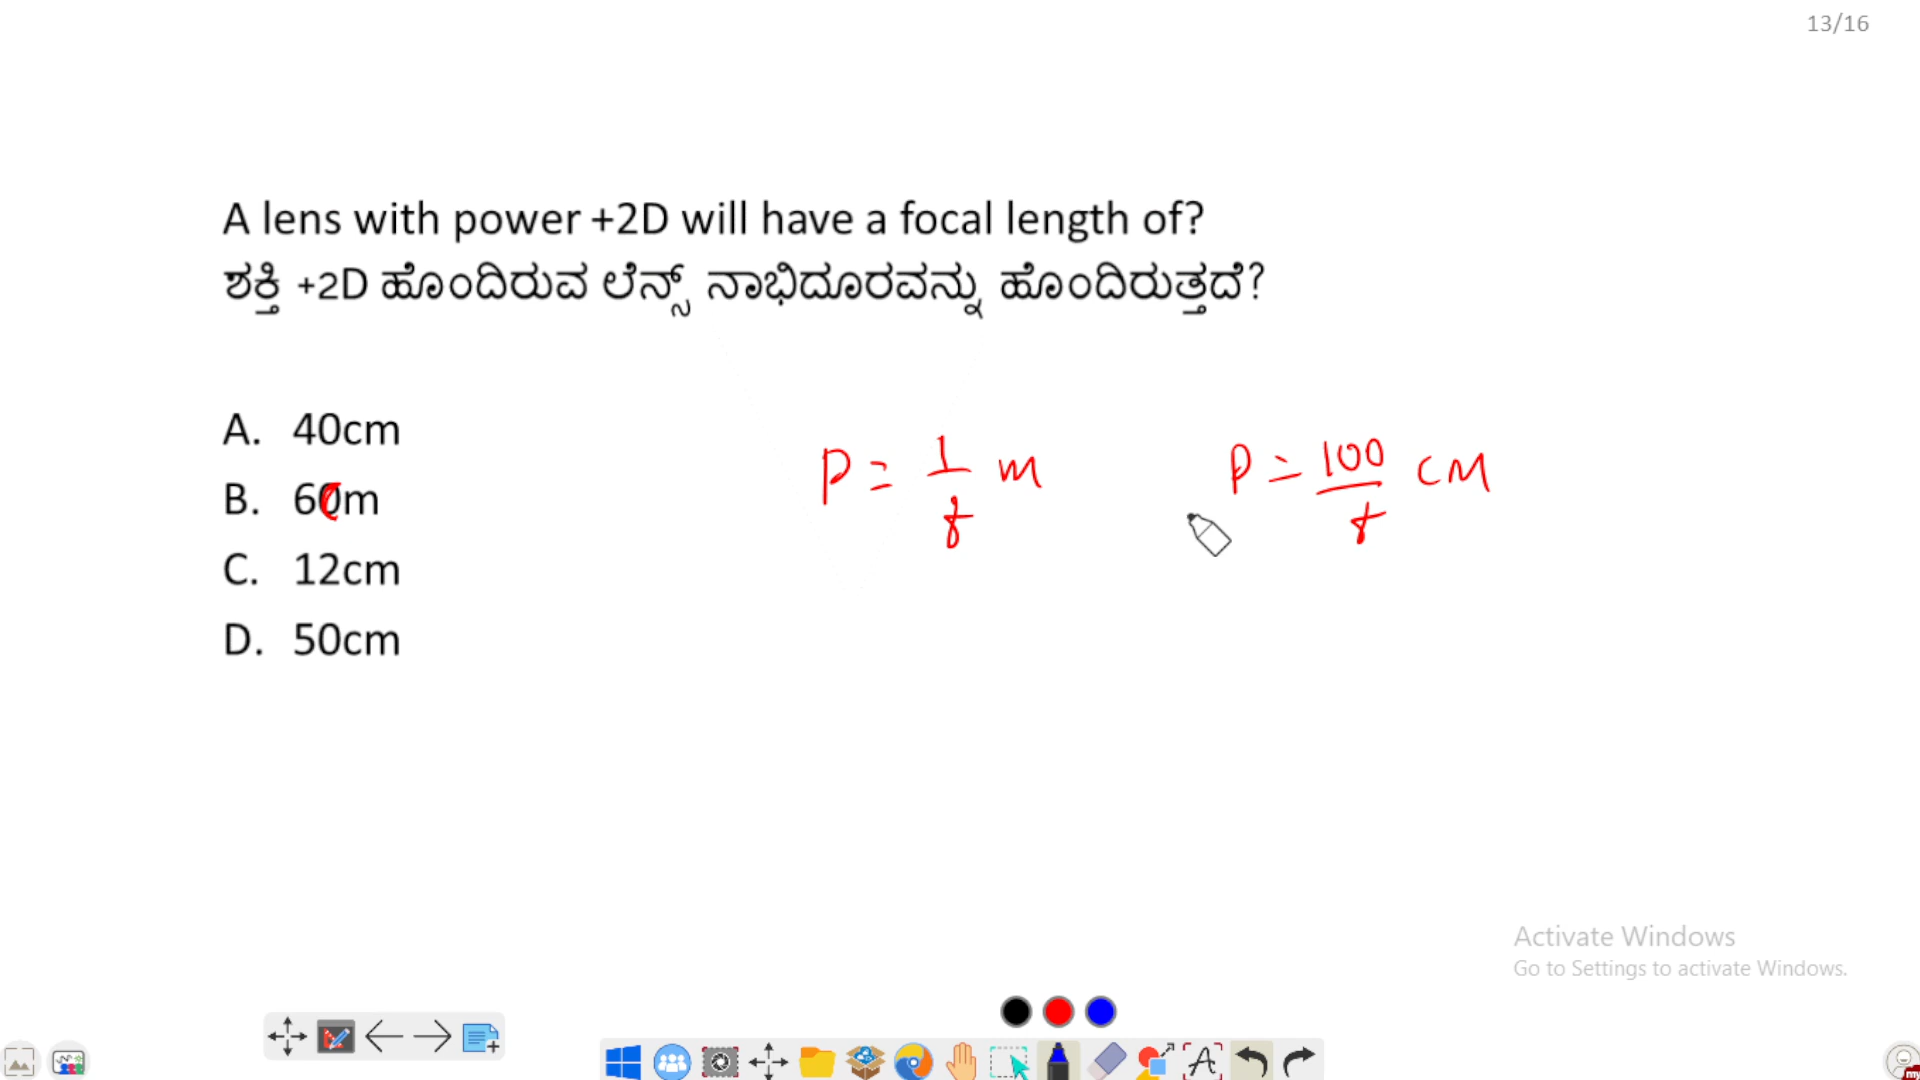 13/16
A lens with power +2D will have a focal length of?
ಶಕ್ತಿ +2D ಹೊಂದಿರುವ ಲೆನ್ಸ್ ನಾಭಿದೂರವನ್ನು ಹೊಂದಿರುತ್ತದೆ?
A. 40cm
B. 60m
C. 12cm
D. 50cm
P = 1/f m
P = 100/f CM
Activate Windows
Go to Settings to activate Windows.